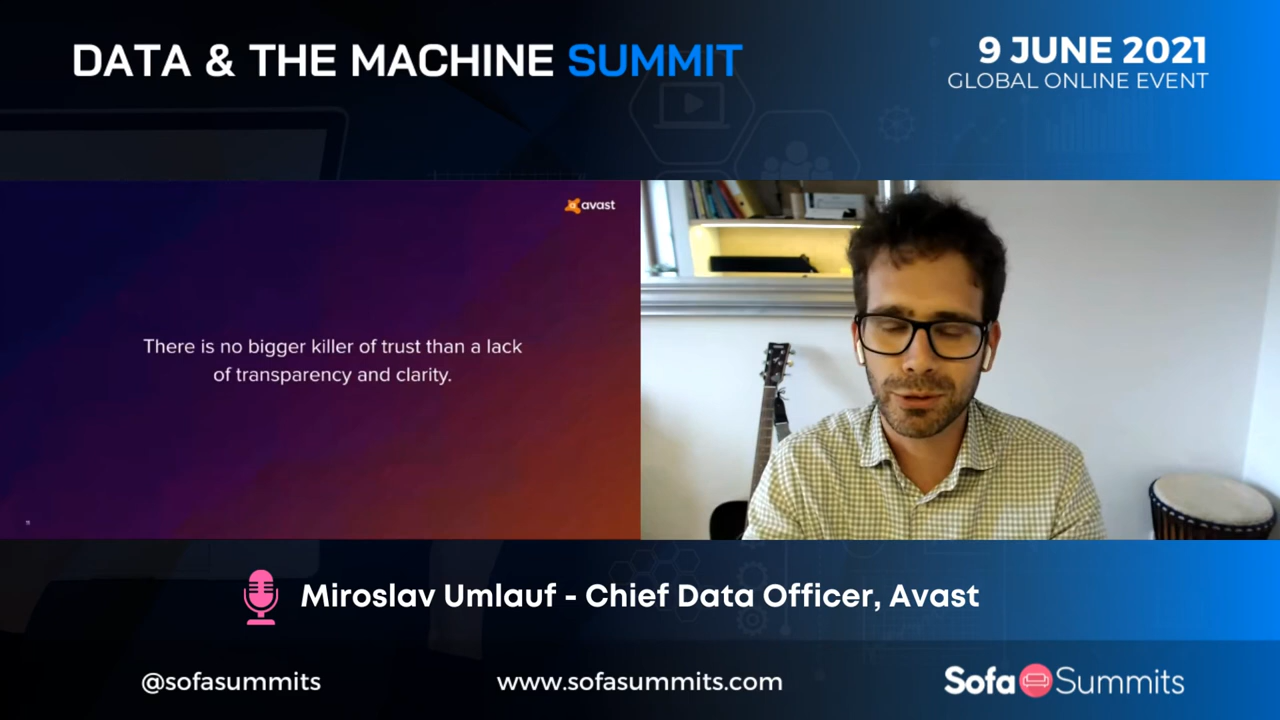 DATA & THE MACHINE SUMMIT
9 JUNE 2021
GLOBAL ONLINE EVENT
avast
There is no bigger killer of trust than a lack
of transparency and clarity.
Miroslav Umlauf - Chief Data Officer, Avast
@sofasummits
www.sofasummits.com
Sofa Summits